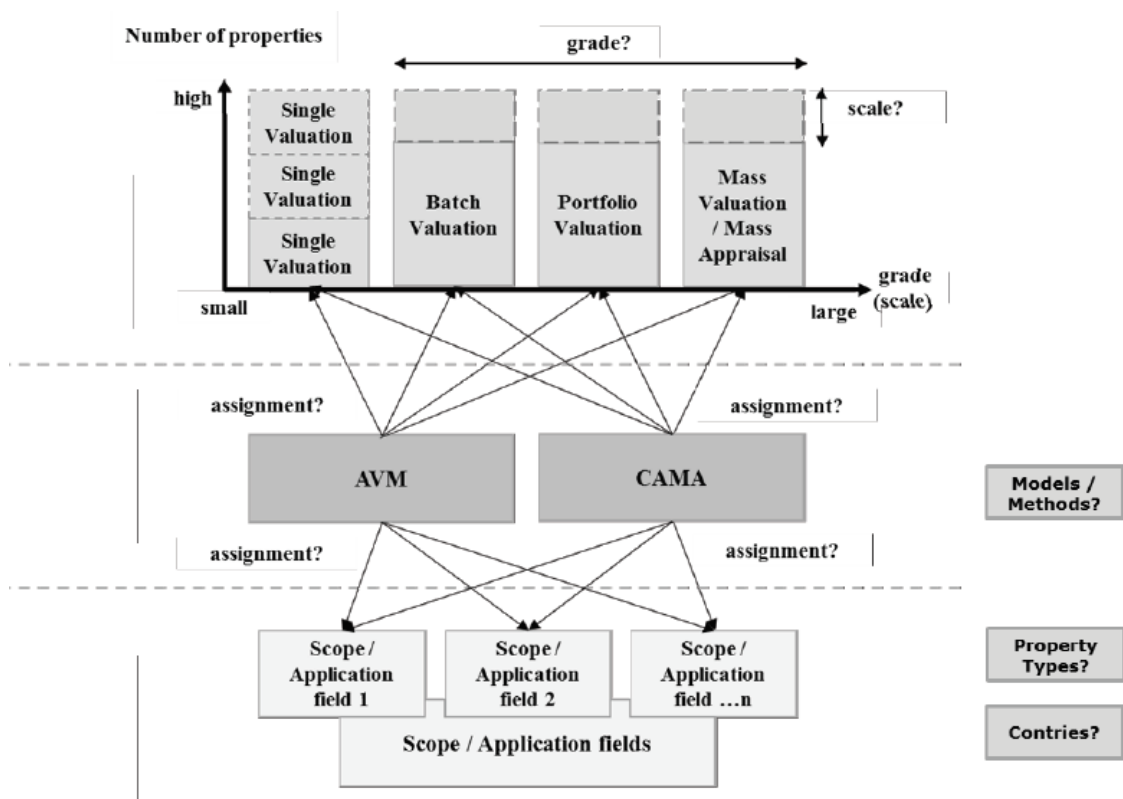 Number of properties
grade?
high
scale?
Single
Valuation
Single
Valuation
Single
Valuation
Batch
Valuation
Portfolio
Valuation
Mass
Valuation
/ Mass
Appraisal
grade
(scale)
small
large
assignment?
assignment?
AVM
CAMA
Models /
Methods?
assignment?
assignment?
Scope /
Application
field 1
Scope /
Application
field 2
Scope /
Application
field ...n
Property
Types?
Scope / Application fields
Contries?